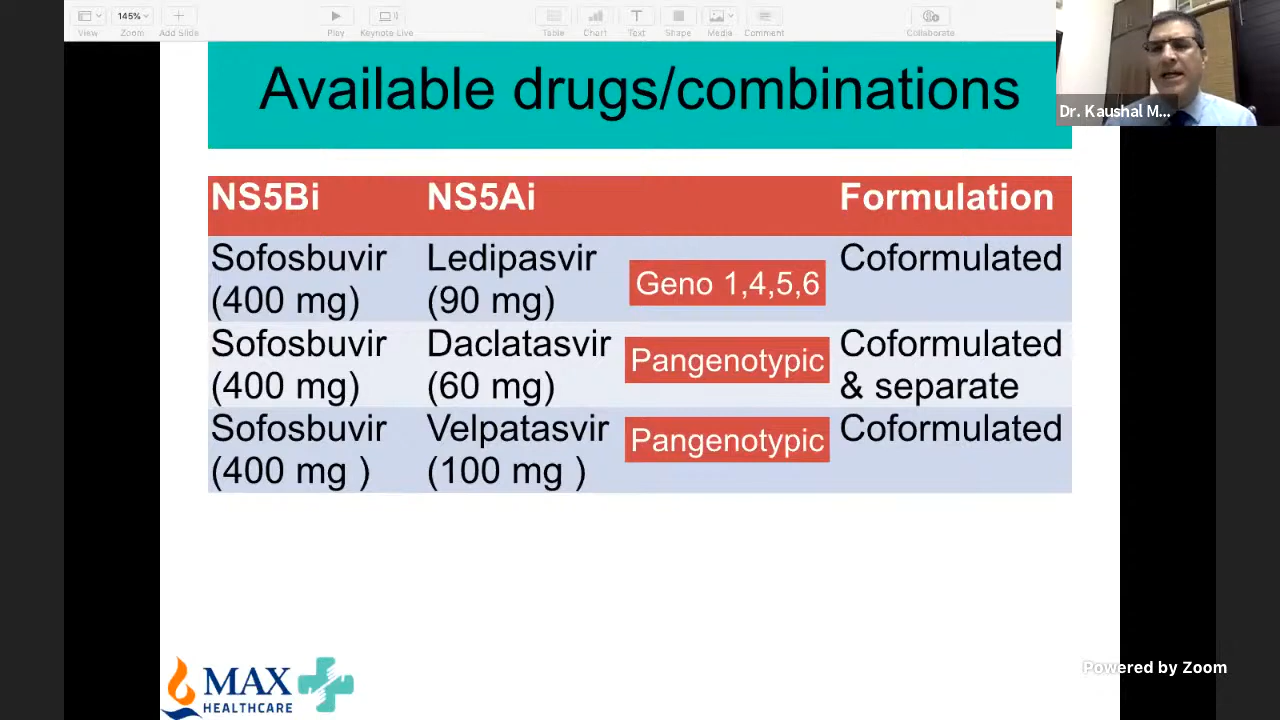 145%
View
Zoom
Add Slide
Play
Keynote Live
Table
Chart
Text
Shape
Media
Comment
Collaborate
Dr. Kaushal M...
Available drugs/combinations
NS5Bi NS5Ai Formulation
Sofosbuvir Ledipasvir Coformulated
(400 mg) (90 mg) Geno 1,4,5,6
Sofosbuvir Daclatasvir Coformulated
(400 mg) (60 mg) Pangenotypic & separate
Sofosbuvir Velpatasvir Pangenotypic Coformulated
(400 mg ) (100 mg )
MAX
HEALTHCARE
Powered by Zoom